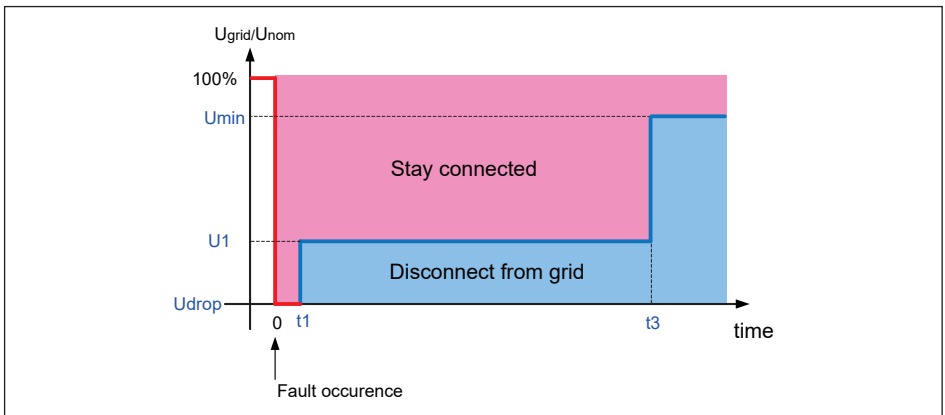 Ugrid/Unom
100%
Umin
Stay connected
U1
Disconnect from grid
Udrop
0 t1 t3
time
Fault occurence